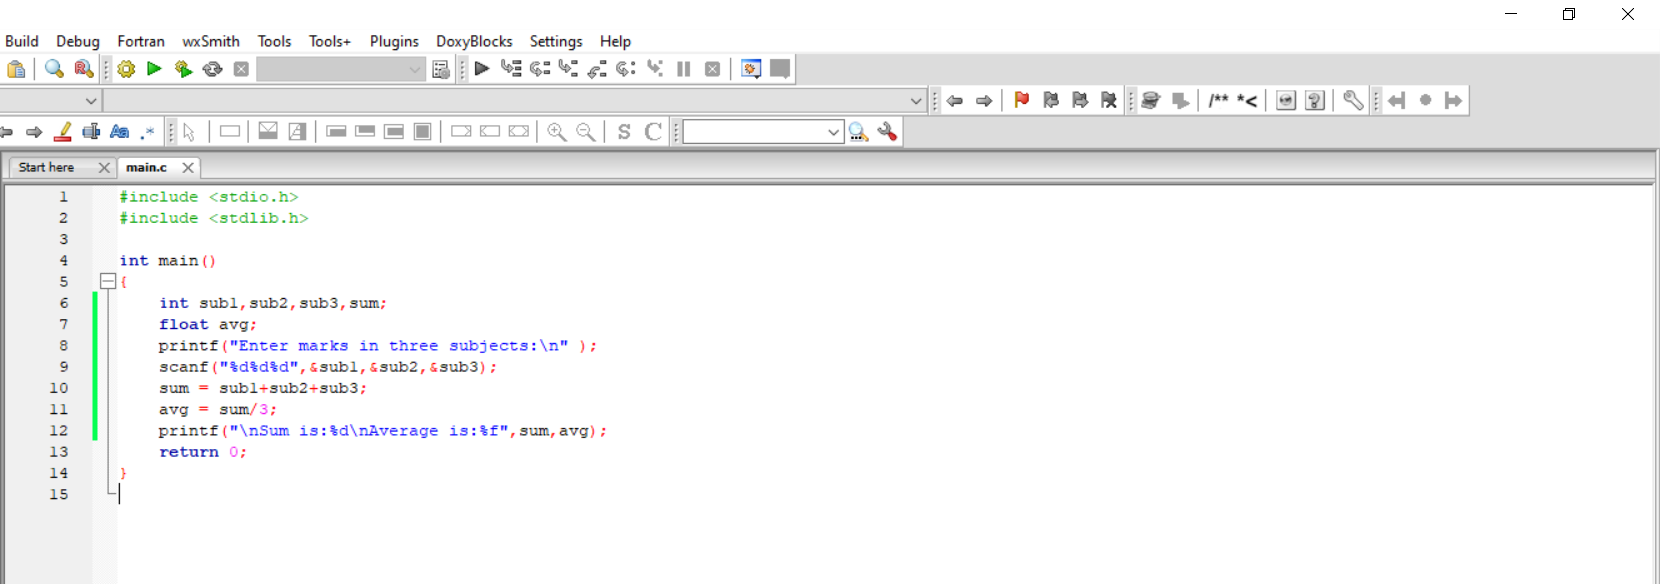 Build Debug Fortran wxSmith Tools Tools+ Plugins DoxyBlocks Settings Help
/** *<
Aa .*
S C
Start here main.c
1 #include <stdio.h>
2 #include <stdlib.h>
3
4 int main()
5 {
6 int sub1,sub2,sub3,sum;
7 float avg;
8 printf("Enter marks in three subjects:\n" );
9 scanf("%d%d%d",&sub1,&sub2,&sub3);
10 sum = sub1+sub2+sub3;
11 avg = sum/3;
12 printf("\nSum is:%d\nAverage is:%f",sum,avg);
13 return 0;
14 }
15